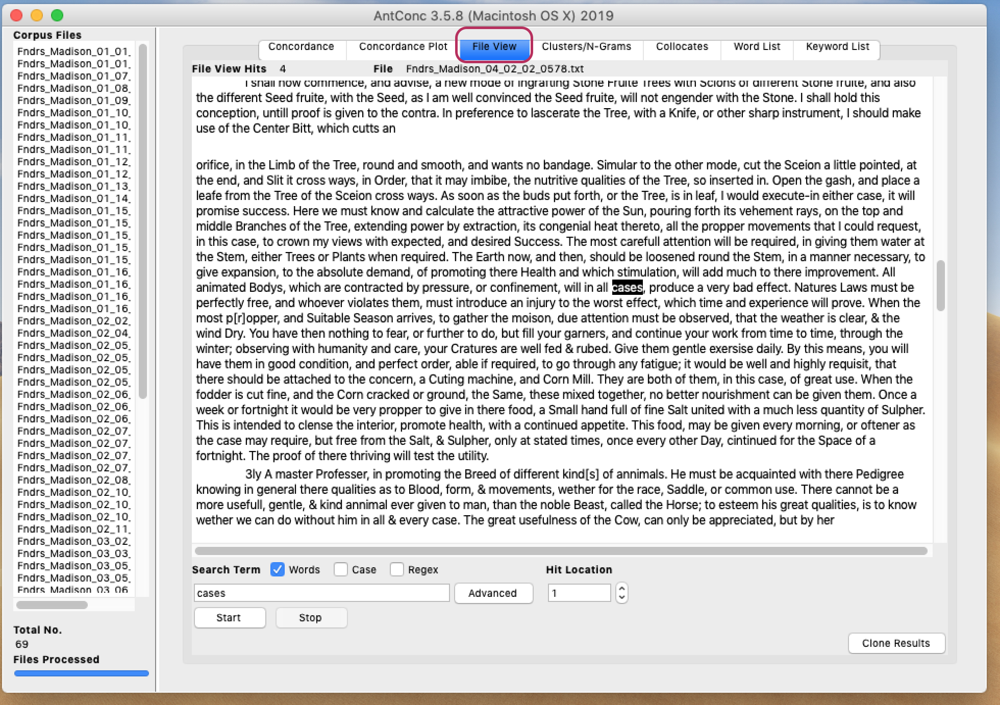 AntConc 3.5.8 (Macintosh OS X) 2019
Corpus Files
Fndrs_Madison_01_01_
Fndrs_Madison_01_01_
Fndrs_Madison_01_07_
Fndrs_Madison_01_08_
Fndrs_Madison_01_09_
Fndrs_Madison_01_10_
Fndrs_Madison_01_10_
Fndrs_Madison_01_11_
Fndrs_Madison_01_11_
Fndrs_Madison_01_12_
Fndrs_Madison_01_12_
Fndrs_Madison_01_13_
Fndrs_Madison_01_14_
Fndrs_Madison_01_15_
Fndrs_Madison_01_15_
Fndrs_Madison_01_15_
Fndrs_Madison_01_15_
Fndrs_Madison_01_15_
Fndrs_Madison_01_16_
Fndrs_Madison_01_16_
Fndrs_Madison_01_16_
Fndrs_Madison_01_16_
Fndrs_Madison_02_02_
Fndrs_Madison_02_04_
Fndrs_Madison_02_05_
Fndrs_Madison_02_05_
Fndrs_Madison_02_05_
Fndrs_Madison_02_05_
Fndrs_Madison_02_06_
Fndrs_Madison_02_06_
Fndrs_Madison_02_06_
Fndrs_Madison_02_07_
Fndrs_Madison_02_07_
Fndrs_Madison_02_07_
Fndrs_Madison_02_07_
Fndrs_Madison_02_08_
Fndrs_Madison_02_10_
Fndrs_Madison_02_10_
Fndrs_Madison_02_10_
Fndrs_Madison_02_11_
Fndrs_Madison_03_02_
Fndrs_Madison_03_03_
Fndrs_Madison_03_05_
Fndrs_Madison_03_05_
Fndrs_Madison_03_06_
Total No.
69
Files Processed
Concordance Concordance Plot File View Clusters/N-Grams Collocates Word List Keyword List
File View Hits 4 File Fndrs_Madison_04_02_02_0578.txt
I shall now commence, and advise, a new mode of ingrafting Stone Fruite Trees with Scions of different Stone fruite, and also
the different Seed fruite, with the Seed, as I am well convinced the Seed fruite, will not engender with the Stone. I shall hold this
conception, untill proof is given to the contra. In preference to lascerate the Tree, with a Knife, or other sharp instrument, I should make
use of the Center Bitt, which cutts an
orifice, in the Limb of the Tree, round and smooth, and wants no bandage. Simular to the other mode, cut the Sceion a little pointed, at
the end, and Slit it cross ways, in Order, that it may imbibe, the nutritive qualities of the Tree, so inserted in. Open the gash, and place a
leafe from the Tree of the Sceion cross ways. As soon as the buds put forth, or the Tree, is in leaf, I would execute-in either case, it will
promise success. Here we must know and calculate the attractive power of the Sun, pouring forth its vehement rays, on the top and
middle Branches of the Tree, extending power by extraction, its congenial heat thereto, all the propper movements that I could request,
in this case, to crown my views with expected, and desired Success. The most carefull attention will be required, in giving them water at
the Stem, either Trees or Plants when required. The Earth now, and then, should be loosened round the Stem, in a manner necessary, to
give expansion, to the absolute demand, of promoting there Health and which stimulation, will add much to there improvement. All
animated Bodys, which are contracted by pressure, or confinement, will in all cases, produce a very bad effect. Natures Laws must be
perfectly free, and whoever violates them, must introduce an injury to the worst effect, which time and experience will prove. When the
most p[r]opper, and Suitable Season arrives, to gather the moison, due attention must be observed, that the weather is clear, & the
wind Dry. You have then nothing to fear, or further to do, but fill your garners, and continue your work from time to time, through the
winter; observing with humanity and care, your Cratures are well fed & rubed. Give them gentle exersise daily. By this means, you will
have them in good condition, and perfect order, able if required, to go through any fatigue; it would be well and highly requisit, that
there should be attached to the concern, a Cuting machine, and Corn Mill. They are both of them, in this case, of great use. When the
fodder is cut fine, and the Corn cracked or ground, the Same, these mixed together, no better nourishment can be given them. Once a
week or fortnight it would be very propper to give in there food, a Small hand full of fine Salt united with a much less quantity of Sulpher.
This is intended to clense the interior, promote health, with a continued appetite. This food, may be given every morning, or oftener as
the case may require, but free from the Salt, & Sulpher, only at stated times, once every other Day, cintinued for the Space of a
fortnight. The proof of there thriving will test the utility.
3ly A master Professer, in promoting the Breed of different kind[s] of annimals. He must be acquainted with there Pedigree
knowing in general there qualities as to Blood, form, & movements, wether for the race, Saddle, or common use. There cannot be a
more usefull, gentle, & kind annimal ever given to man, than the noble Beast, called the Horse; to esteem his great qualities, is to know
wether we can do without him in all & every case. The great usefulness of the Cow, can only be appreciated, but by her
Search Term Words Case Regex Hit Location
cases Advanced 1
Start Stop
Clone Results